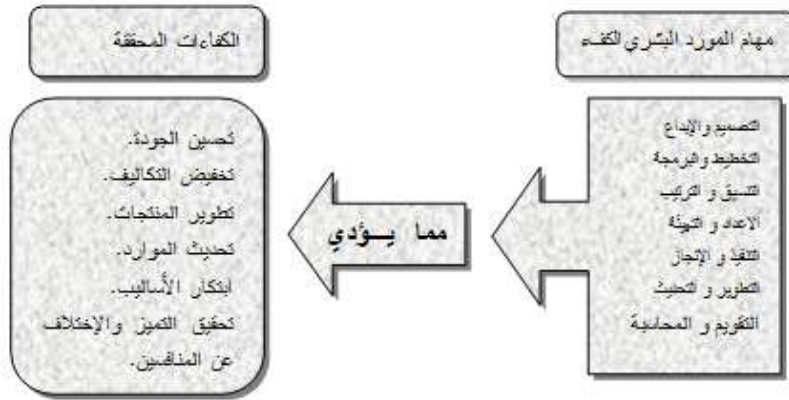 مهام المورد البشري الكفء
التصميم والإبداع
التخطيط والبرمجة
التنسيق و الترتيب
الاعداد و التهيئة
التنفيذ و الإنجاز
التطوير و التحديث
التقويم و المحاسبة
مما يــؤدي
الكفاءات المحققة
تحسين الجودة.
تخفيض التكاليف.
تطوير المنتجات.
تحديث الموارد.
ابتكار الأساليب.
تحقيق التميز والإختلاف
عن المنافسين.